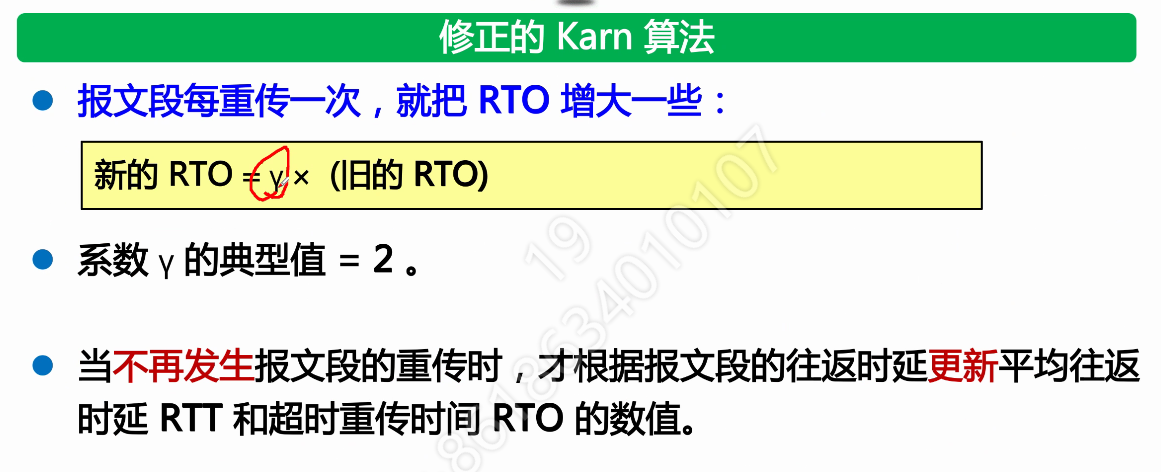 修正的 Karn 算法
报文段每重传一次，就把 RTO 增大一些：
新的 RTO = γ × (旧的 RTO)
系数 γ 的典型值 = 2 。
当不再发生报文段的重传时，才根据报文段的往返时延更新平均往返
时延 RTT 和超时重传时间 RTO 的数值。
19
8618634010107